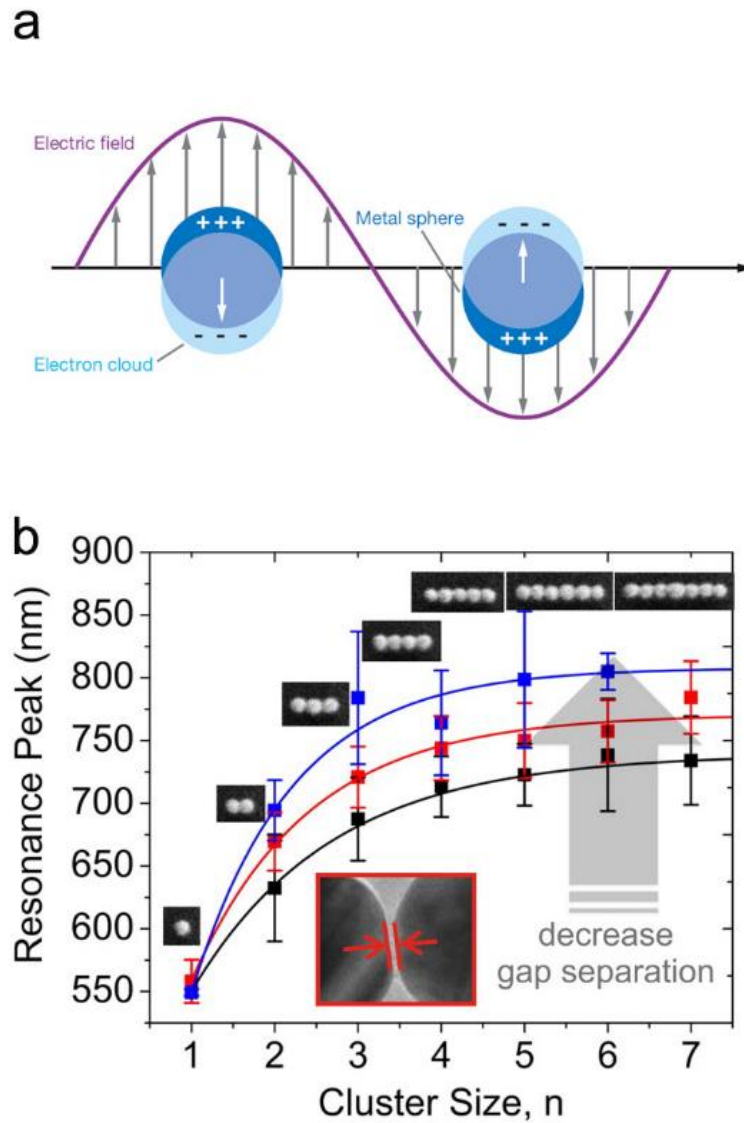 a
Electric field
+++
Metal sphere
- - -
- - -
Electron cloud
+++
b
900
850
800
750
700
650
600
550
Resonance Peak (nm)
decrease
gap separation
1 2 3 4 5 6 7
Cluster Size, n